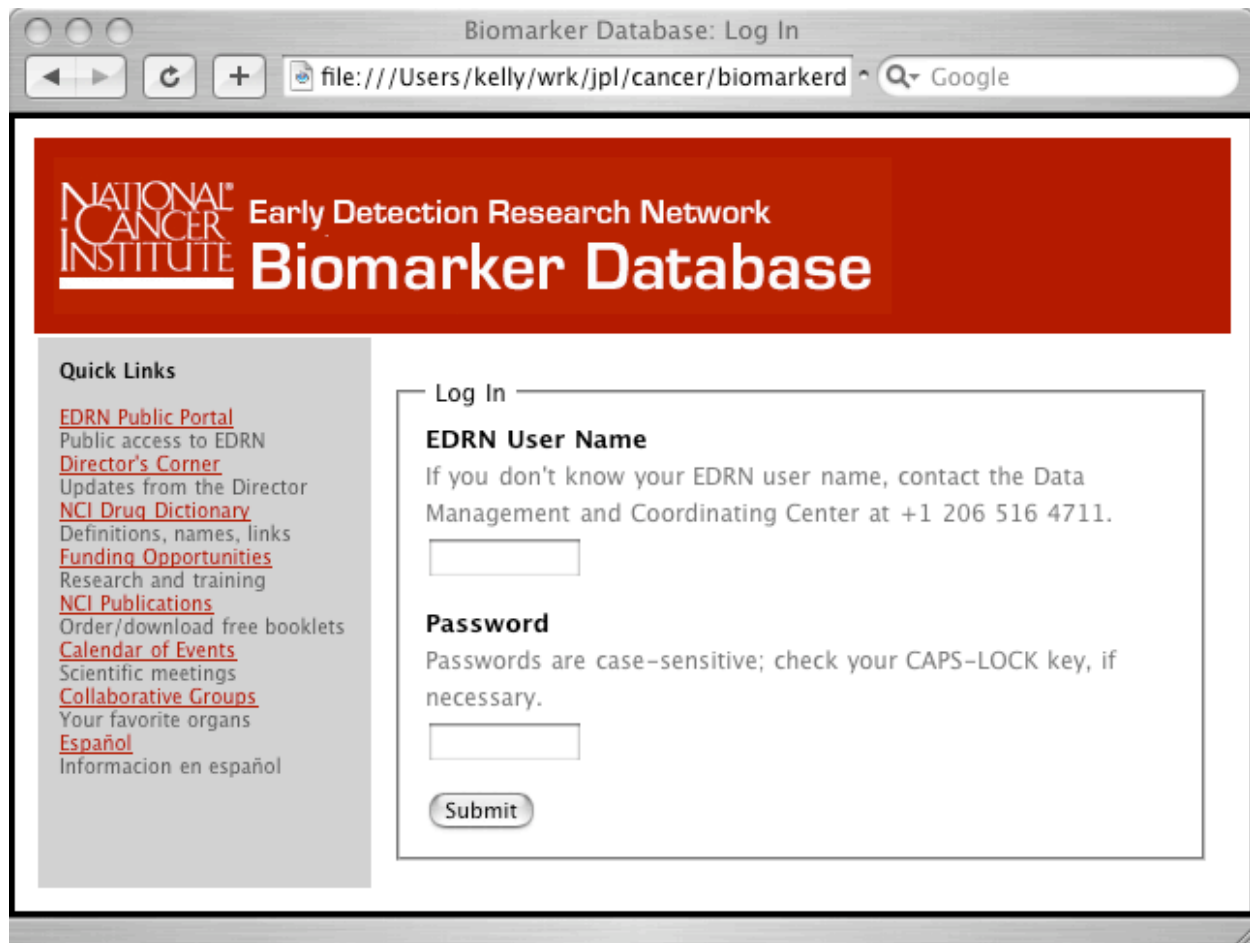 Biomarker Database: Log In
file:///Users/kelly/wrk/jpl/cancer/biomarkerd
Google
NATIONAL®
CANCER
INSTITUTE
Early Detection Research Network
Biomarker Database
Quick Links
EDRN Public Portal
Public access to EDRN
Director's Corner
Updates from the Director
NCI Drug Dictionary
Definitions, names, links
Funding Opportunities
Research and training
NCI Publications
Order/download free booklets
Calendar of Events
Scientific meetings
Collaborative Groups
Your favorite organs
Español
Informacion en español
Log In
EDRN User Name
If you don't know your EDRN user name, contact the Data
Management and Coordinating Center at +1 206 516 4711.
Password
Passwords are case-sensitive; check your CAPS-LOCK key, if
necessary.
Submit